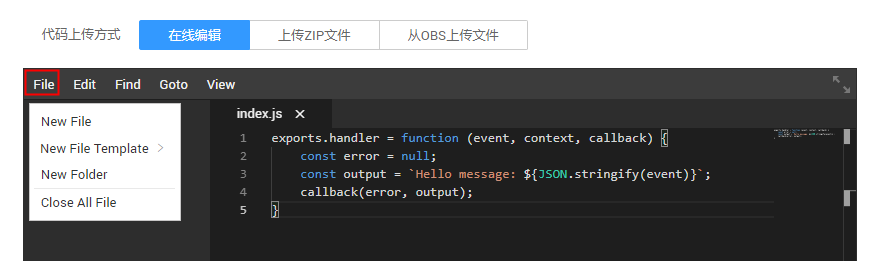 代码上传方式 在线编辑 上传ZIP文件 从OBS上传文件
File Edit Find Goto View
New File
New File Template
New Folder
Close All File
index.js ×
1 exports.handler = function (event, context, callback) {
2     const error = null;
3     const output = `Hello message: ${JSON.stringify(event)}`;
4     callback(error, output);
5 }